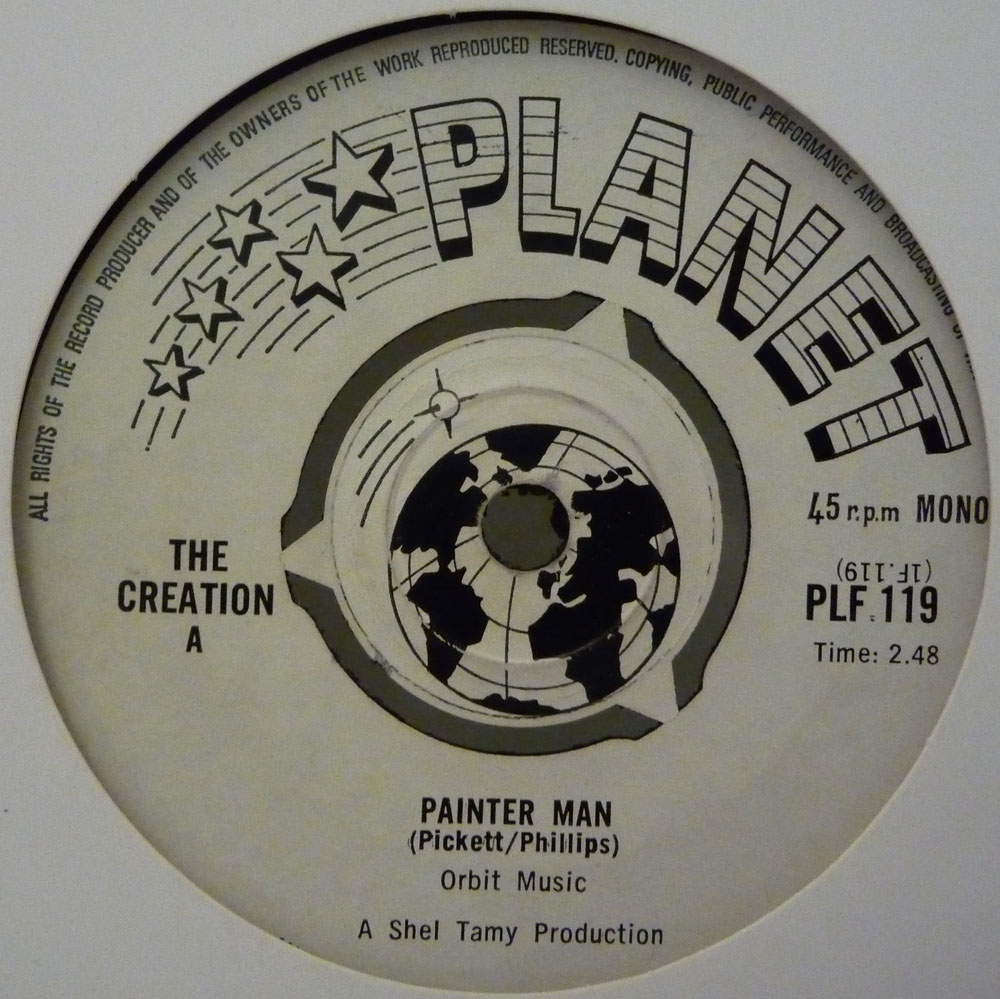 ALL RIGHTS OF THE RECORD PRODUCER AND OF THE OWNERS OF THE WORK REPRODUCED RESERVED. COPYING, PUBLIC PERFORMANCE AND BROADCASTING OF
PLANET
45 r.p.m MONO
(1F.119)
PLF.119
Time: 2.48
THE
CREATION
A
PAINTER MAN
(Pickett/Phillips)
Orbit Music
A Shel Tamy Production